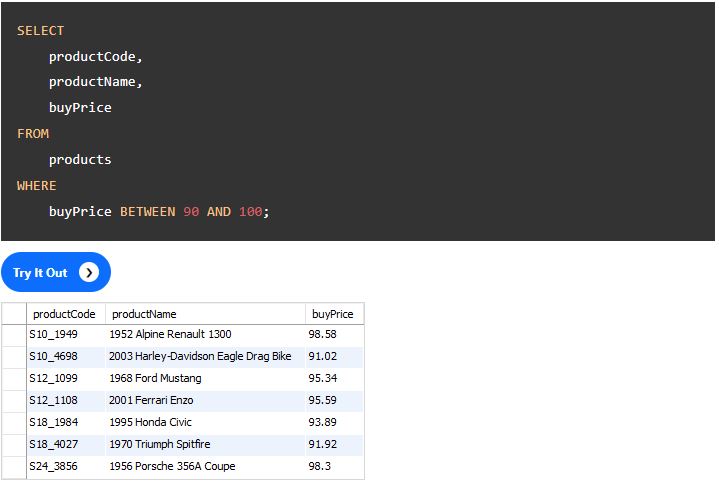 SELECT
productCode,
productName,
buyPrice
FROM
products
WHERE
buyPrice BETWEEN 90 AND 100;
Try It Out
productCode productName buyPrice
S10_1949 1952 Alpine Renault 1300 98.58
S10_4698 2003 Harley-Davidson Eagle Drag Bike 91.02
S12_1099 1968 Ford Mustang 95.34
S12_1108 2001 Ferrari Enzo 95.59
S18_1984 1995 Honda Civic 93.89
S18_4027 1970 Triumph Spitfire 91.92
S24_3856 1956 Porsche 356A Coupe 98.3